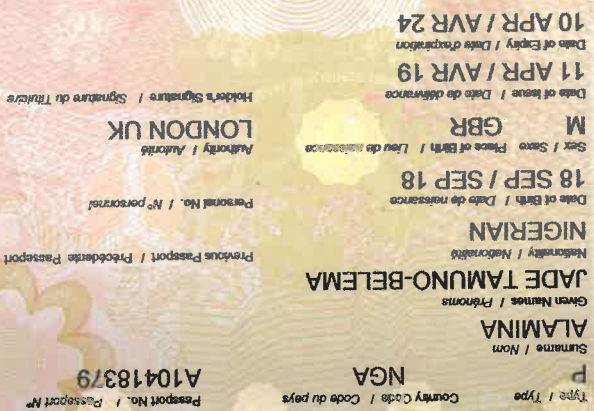 Type / Type Country Code / Code du pays Passport No. / Passeport N°
P NGA A10418379
Surname / Nom
ALAMINA
Given Names / Prénoms
JADE TAMUNO-BELEMA
Nationality / Nationalité Previous Passport / Précédente Passeport
NIGERIAN
Date of Birth / Date de naissance Personal No. / N° personnel
18 SEP / SEP 18
Sex / Sexe Place of Birth / Lieu de naissance Authority / Autorité
M GBR LONDON UK
Date of Issue / Date de délivrance Holder's Signature / Signature du Titulaire
11 APR / AVR 19
Date of Expiry / Date d'expiration
10 APR / AVR 24